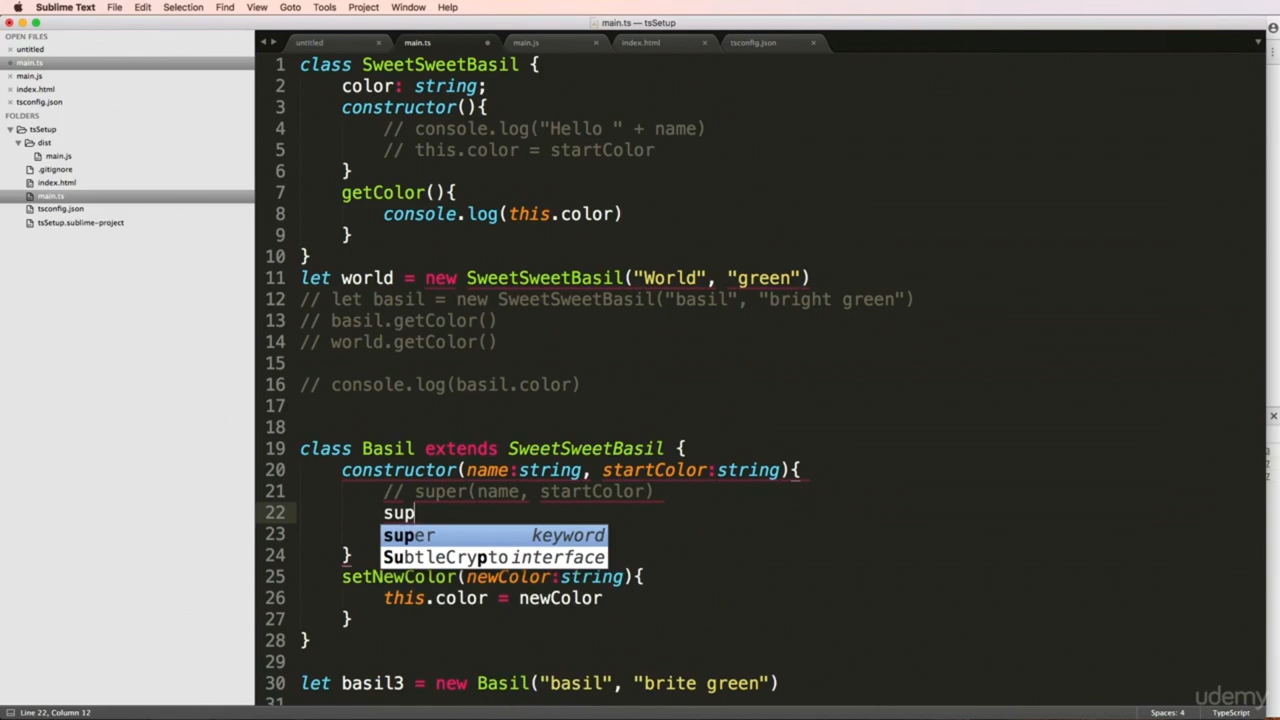 Sublime Text File Edit Selection Find View Goto Tools Project Window Help
main.ts — tsSetup
OPEN FILES
untitled
main.ts
main.js
index.html
tsconfig.json
FOLDERS
tsSetup
dist
main.js
.gitignore
index.html
main.ts
tsconfig.json
tsSetup.sublime-project
untitled main.ts main.js index.html tsconfig.json
1 class SweetSweetBasil {
2 color: string;
3 constructor(){
4 // console.log("Hello " + name)
5 // this.color = startColor
6 }
7 getColor(){
8 console.log(this.color)
9 }
10 }
11 let world = new SweetSweetBasil("World", "green")
12 // let basil = new SweetSweetBasil("basil", "bright green")
13 // basil.getColor()
14 // world.getColor()
15
16 // console.log(basil.color)
17
18
19 class Basil extends SweetSweetBasil {
20 constructor(name:string, startColor:string){
21 // super(name, startColor)
22 sup
23 super keyword
24 } SubtleCrypto interface
25 setNewColor(newColor:string){
26 this.color = newColor
27 }
28 }
30 let basil3 = new Basil("basil", "brite green")
udemy
Line 22, Column 12 Spaces: 4 TypeScript